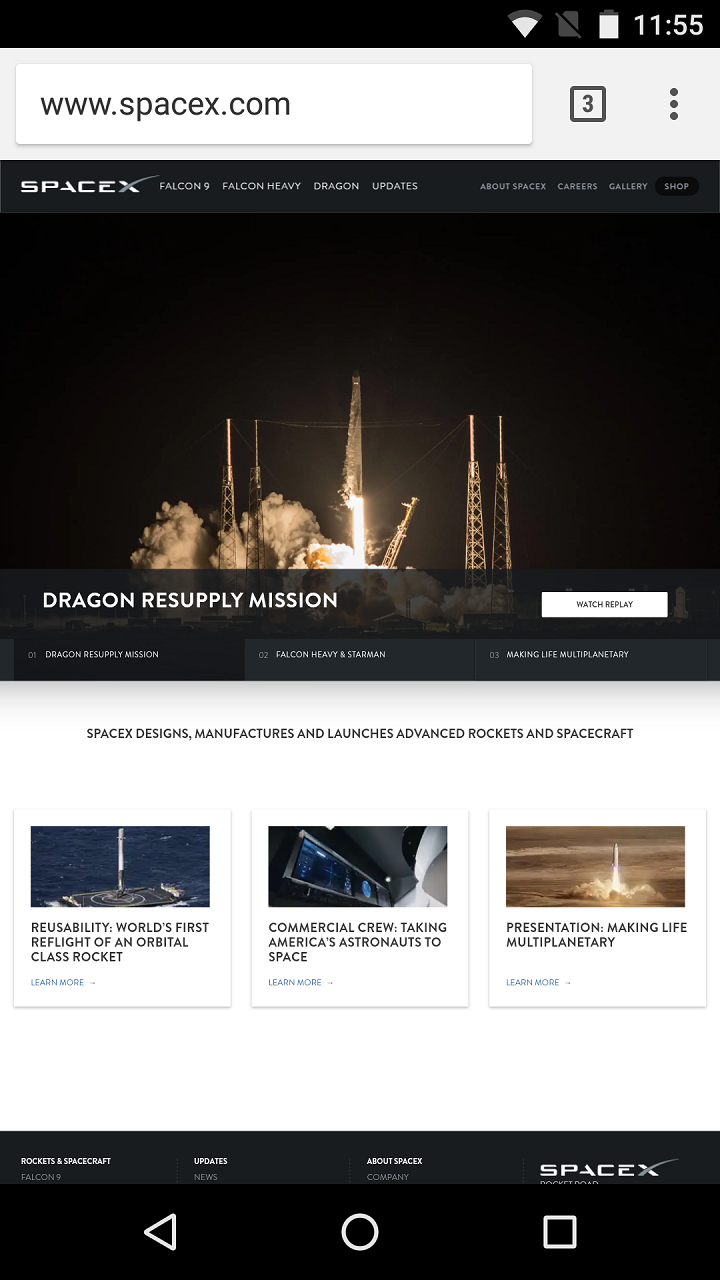 11:55
www.spacex.com
3
SPACEX FALCON 9 FALCON HEAVY DRAGON UPDATES ABOUT SPACEX CAREERS GALLERY SHOP
DRAGON RESUPPLY MISSION
WATCH REPLAY
01 DRAGON RESUPPLY MISSION
02 FALCON HEAVY & STARMAN
03 MAKING LIFE MULTIPLANETARY
SPACEX DESIGNS, MANUFACTURES AND LAUNCHES ADVANCED ROCKETS AND SPACECRAFT
REUSABILITY: WORLD'S FIRST
REFLIGHT OF AN ORBITAL
CLASS ROCKET
LEARN MORE →
COMMERCIAL CREW: TAKING
AMERICA'S ASTRONAUTS TO
SPACE
LEARN MORE →
PRESENTATION: MAKING LIFE
MULTIPLANETARY
LEARN MORE →
ROCKETS & SPACECRAFT
FALCON 9
UPDATES
NEWS
ABOUT SPACEX
COMPANY
SPACEX
ROCKET ROAD